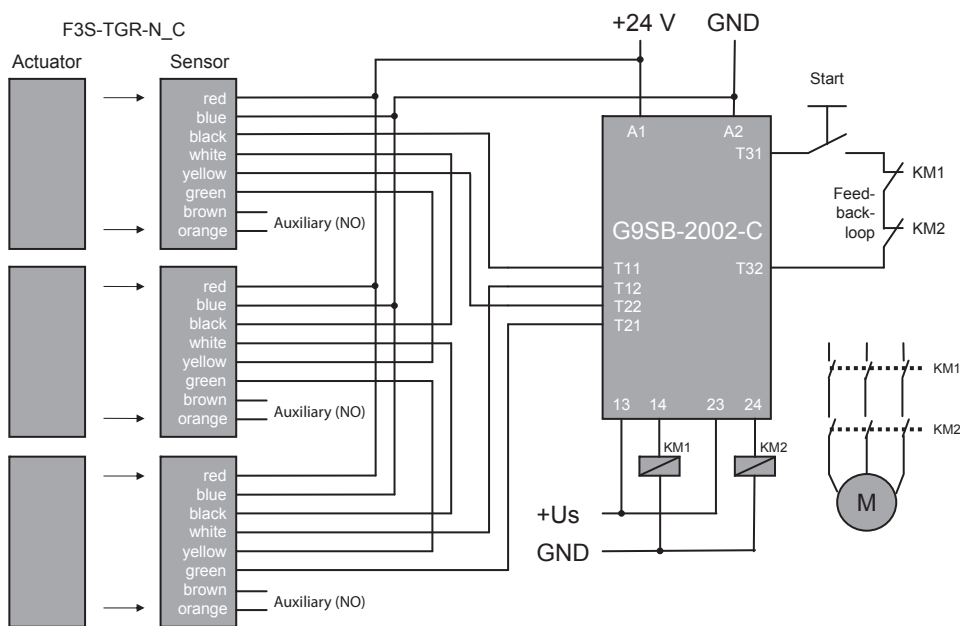 F3S-TGR-N_C
Actuator
Sensor
red
blue
black
white
yellow
green
brown
orange
Auxiliary (NO)
red
blue
black
white
yellow
green
brown
orange
Auxiliary (NO)
red
blue
black
white
yellow
green
brown
orange
Auxiliary (NO)
+24 V
GND
A1
A2
T31
G9SB-2002-C
T11
T12
T22
T21
T32
13
14
23
24
Start
KM1
Feed-
back-
loop
KM2
KM1
KM2
+Us
GND
KM1
KM2
M